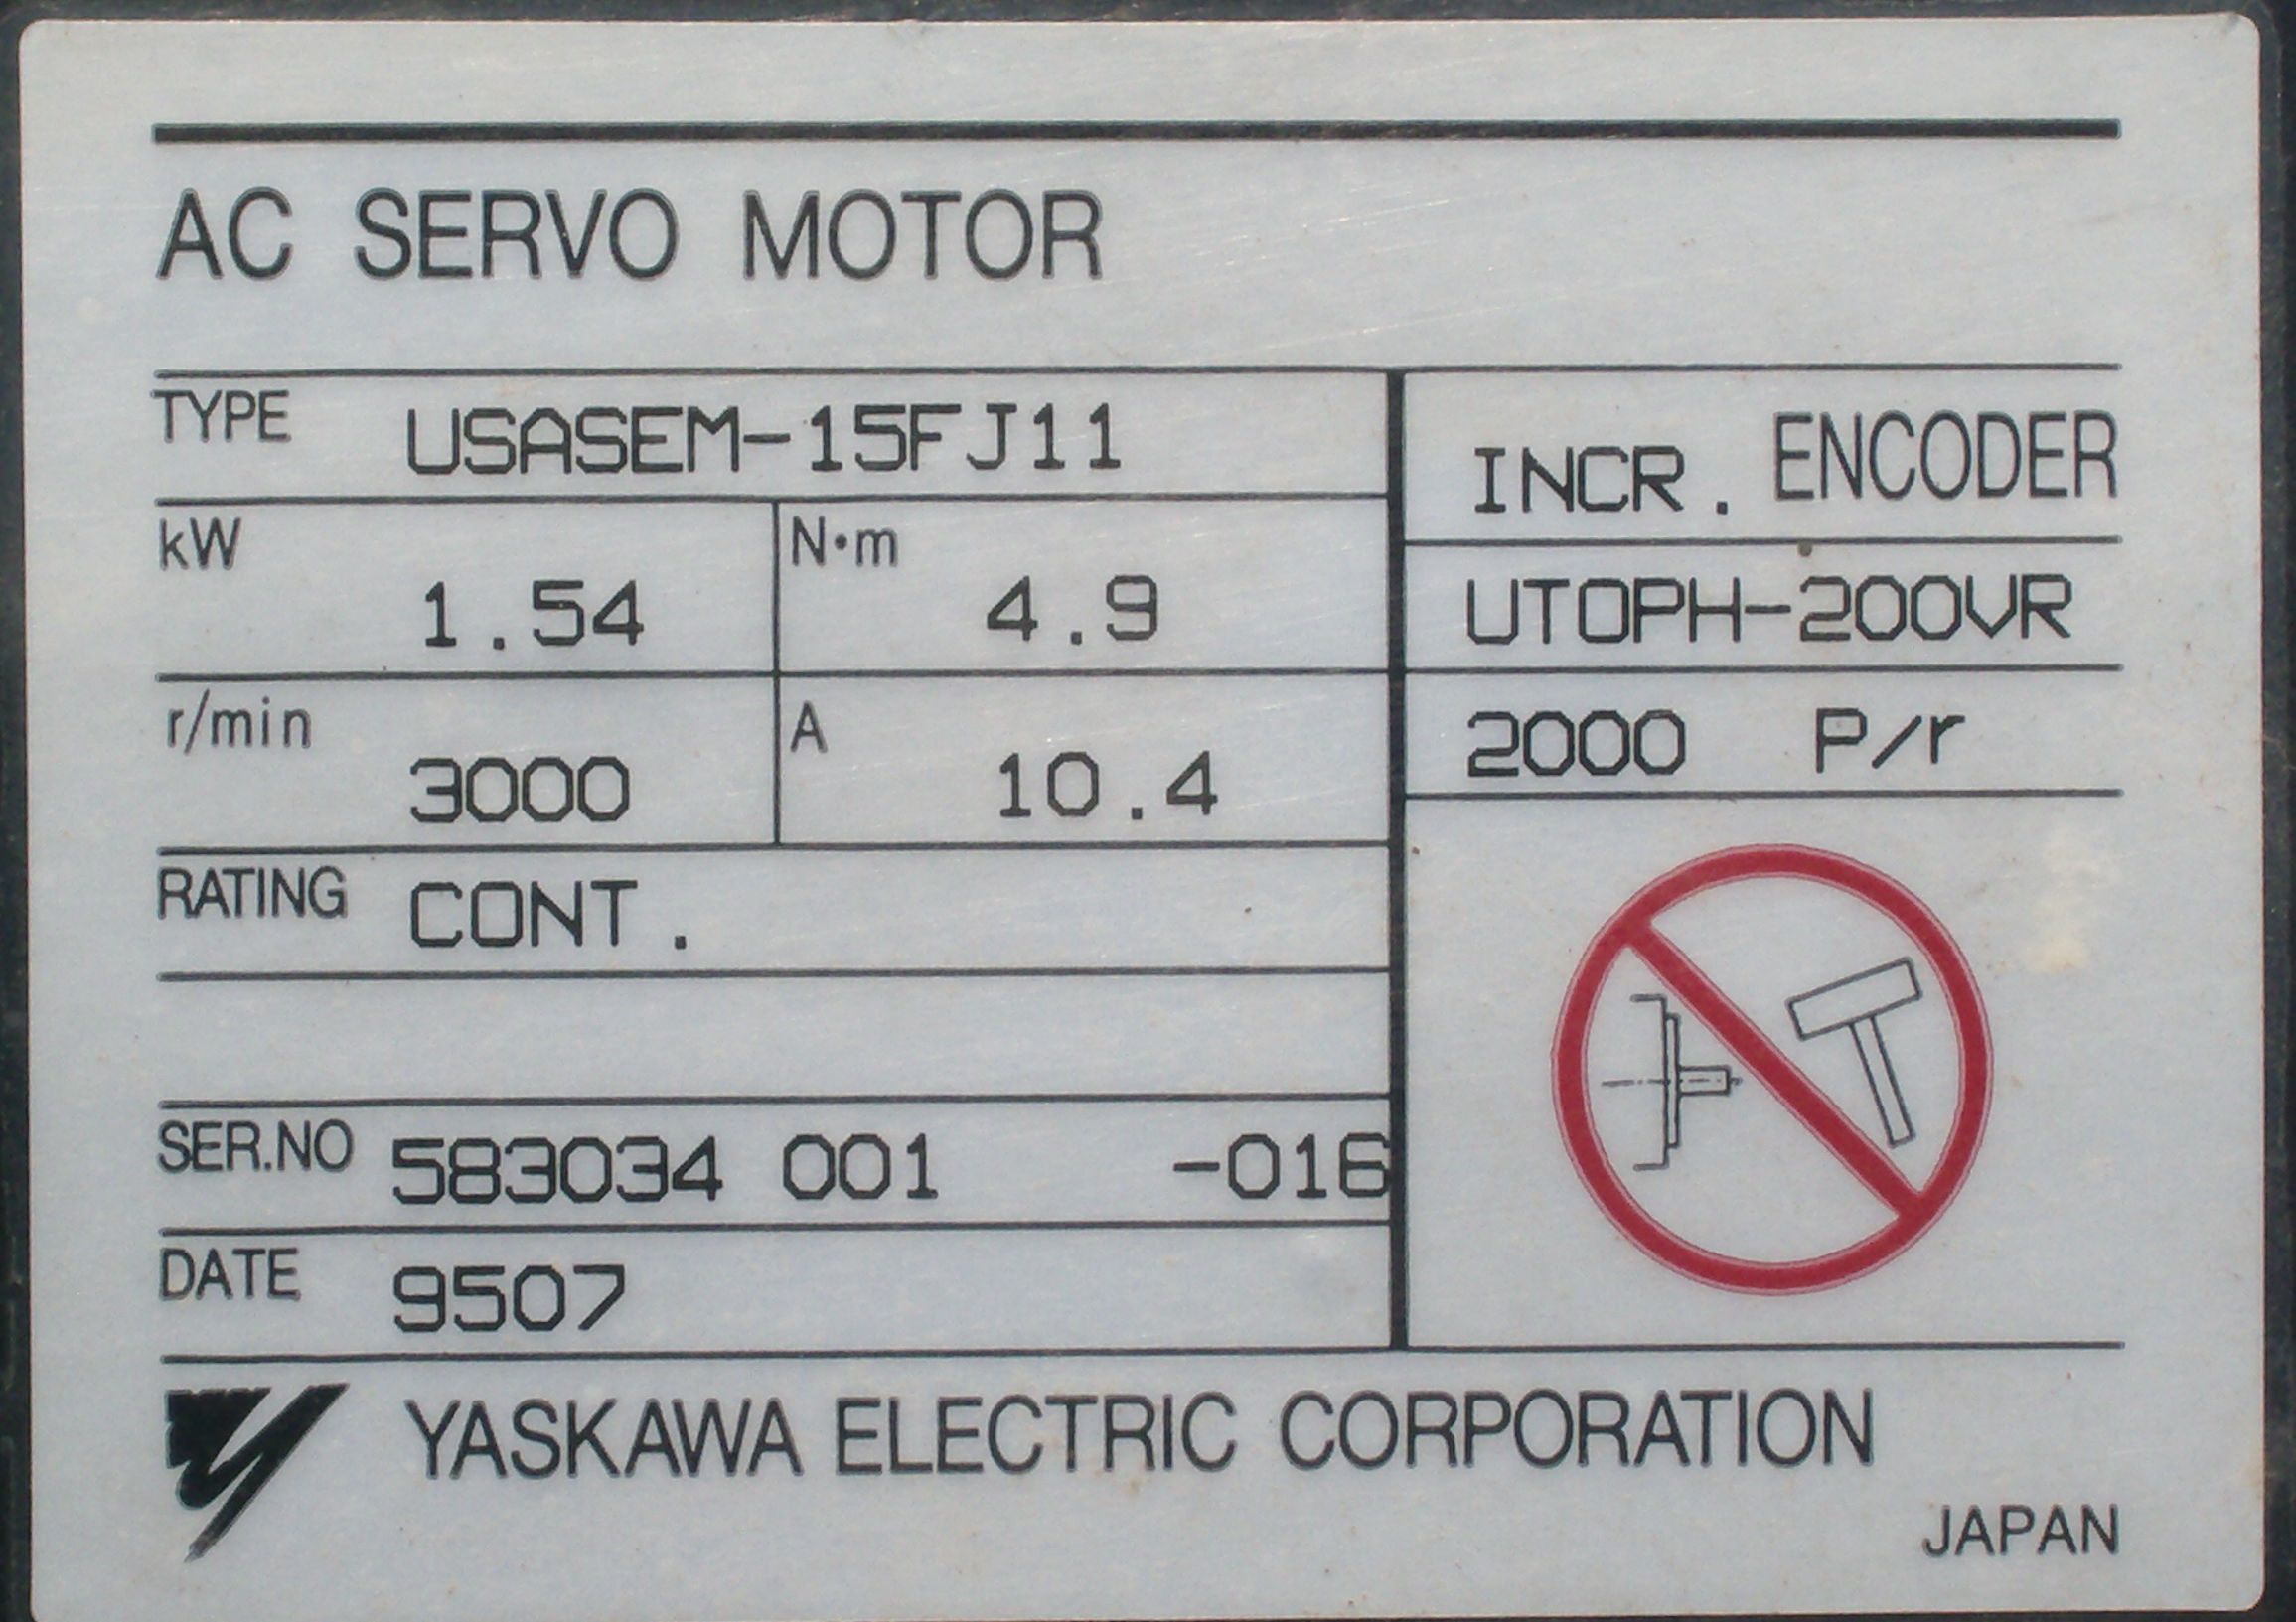 AC SERVO MOTOR
TYPE USASEM-15FJ11
kW 1.54 N·m 4.9
r/min 3000 A 10.4
RATING CONT.
SER.NO 583034 001 -016
DATE 9507
INCR. ENCODER
UTOPH-200VR
2000 P/r
YASKAWA ELECTRIC CORPORATION
JAPAN